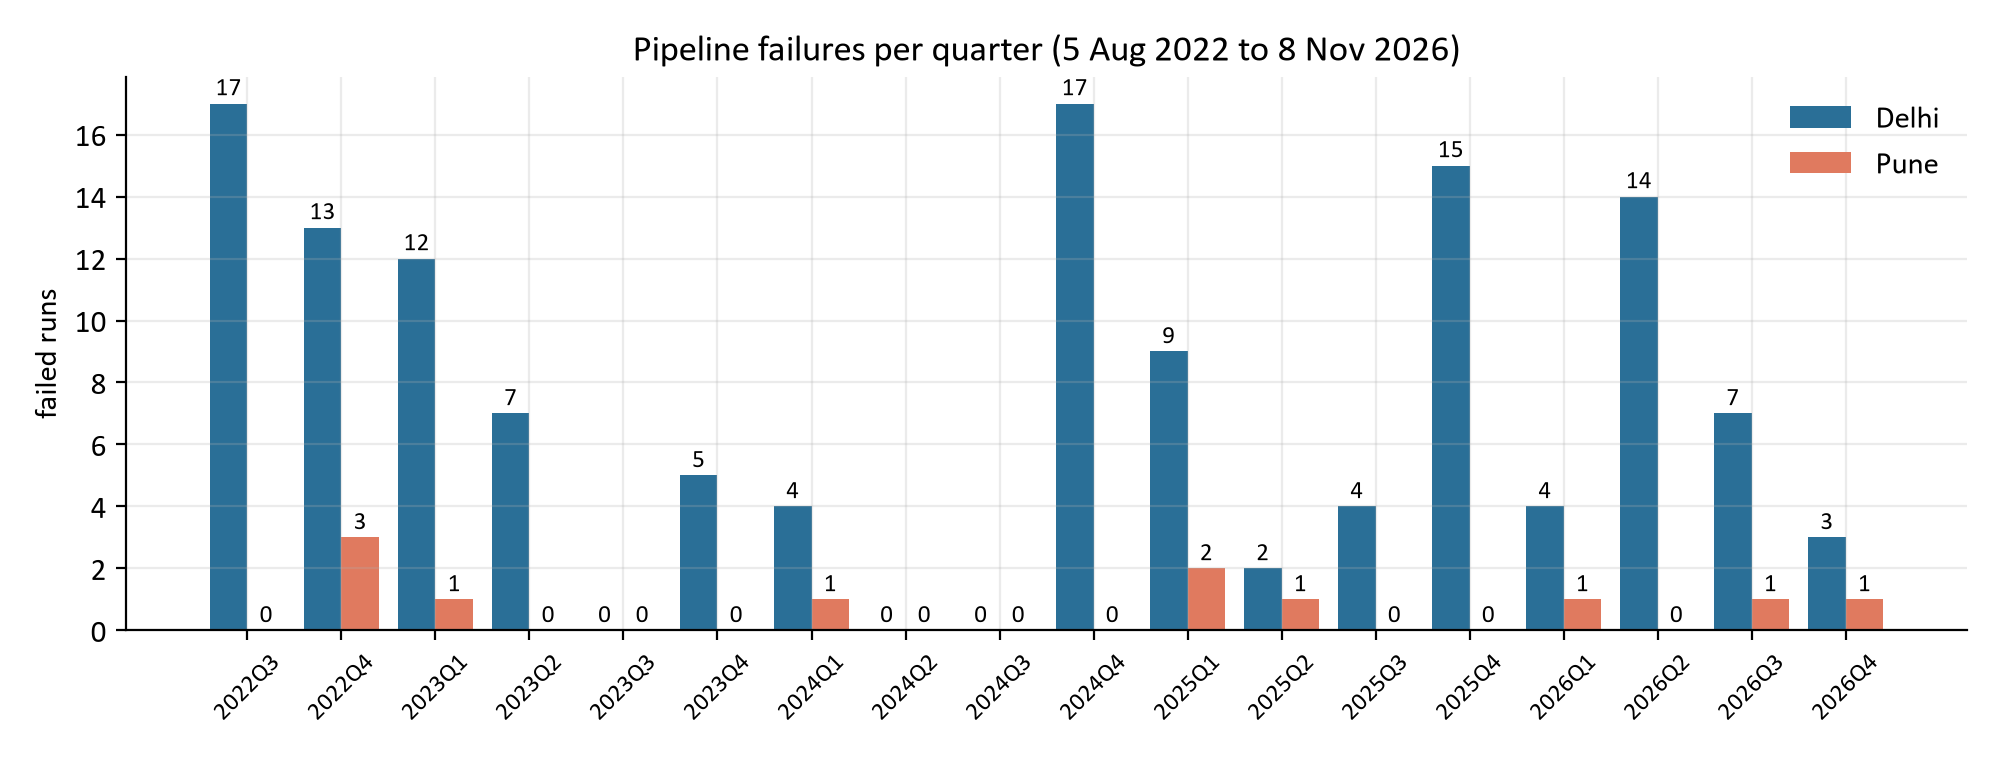 Pipeline failures per quarter (5 Aug 2022 to 8 Nov 2026)
failed runs
16
14
12
10
8
6
4
2
0
17
0
13
3
12
1
7
0
0
0
5
0
4
1
0
0
0
0
17
0
9
2
2
1
4
0
15
0
4
1
14
0
7
1
3
1
Delhi
Pune
2022Q3
2022Q4
2023Q1
2023Q2
2023Q3
2023Q4
2024Q1
2024Q2
2024Q3
2024Q4
2025Q1
2025Q2
2025Q3
2025Q4
2026Q1
2026Q2
2026Q3
2026Q4